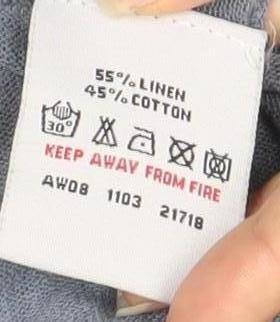 55% LINEN
45% COTTON
30°
KEEP AWAY FROM FIRE
AW08 1103 21718